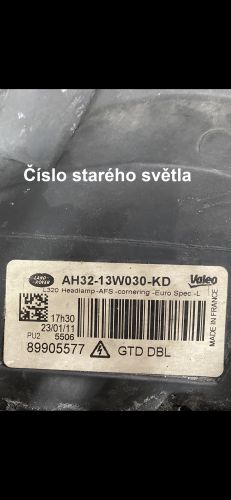 Číslo starého světla
LAND ROVER
AH32-13W030-KD
Valeo
L320 Headlamp -AFS -cornering -Euro Spec -L
17h30
23/01/11
PU2 5506
MADE IN FRANCE
89905577
GTD DBL